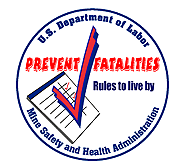 U.S. Department of Labor
PREVENT FATALITIES
Rules to live by
Mine Safety and Health Administration